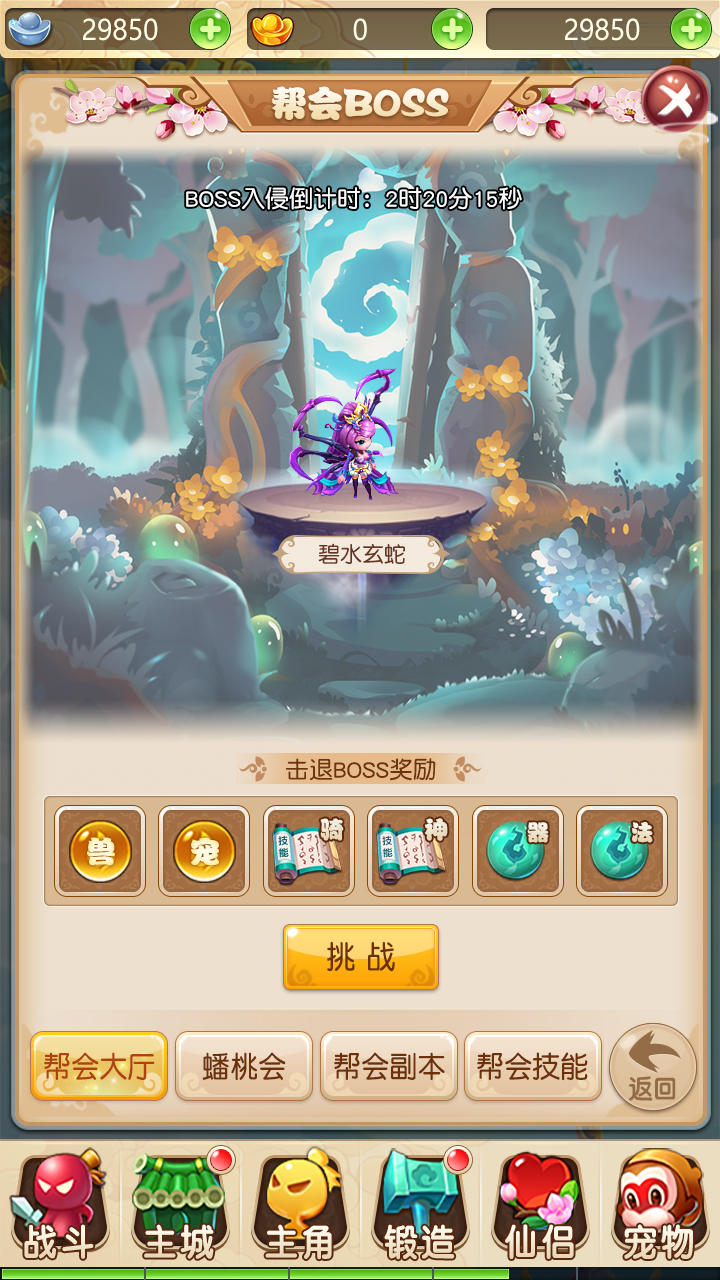 29850
0
29850
帮会BOSS
BOSS入侵倒计时：2时20分15秒
碧水玄蛇
击退BOSS奖励
兽
宠
技能
骑
技能
神
器
法
挑战
帮会大厅
蟠桃会
帮会副本
帮会技能
返回
战斗
主城
主角
锻造
仙侣
宠物